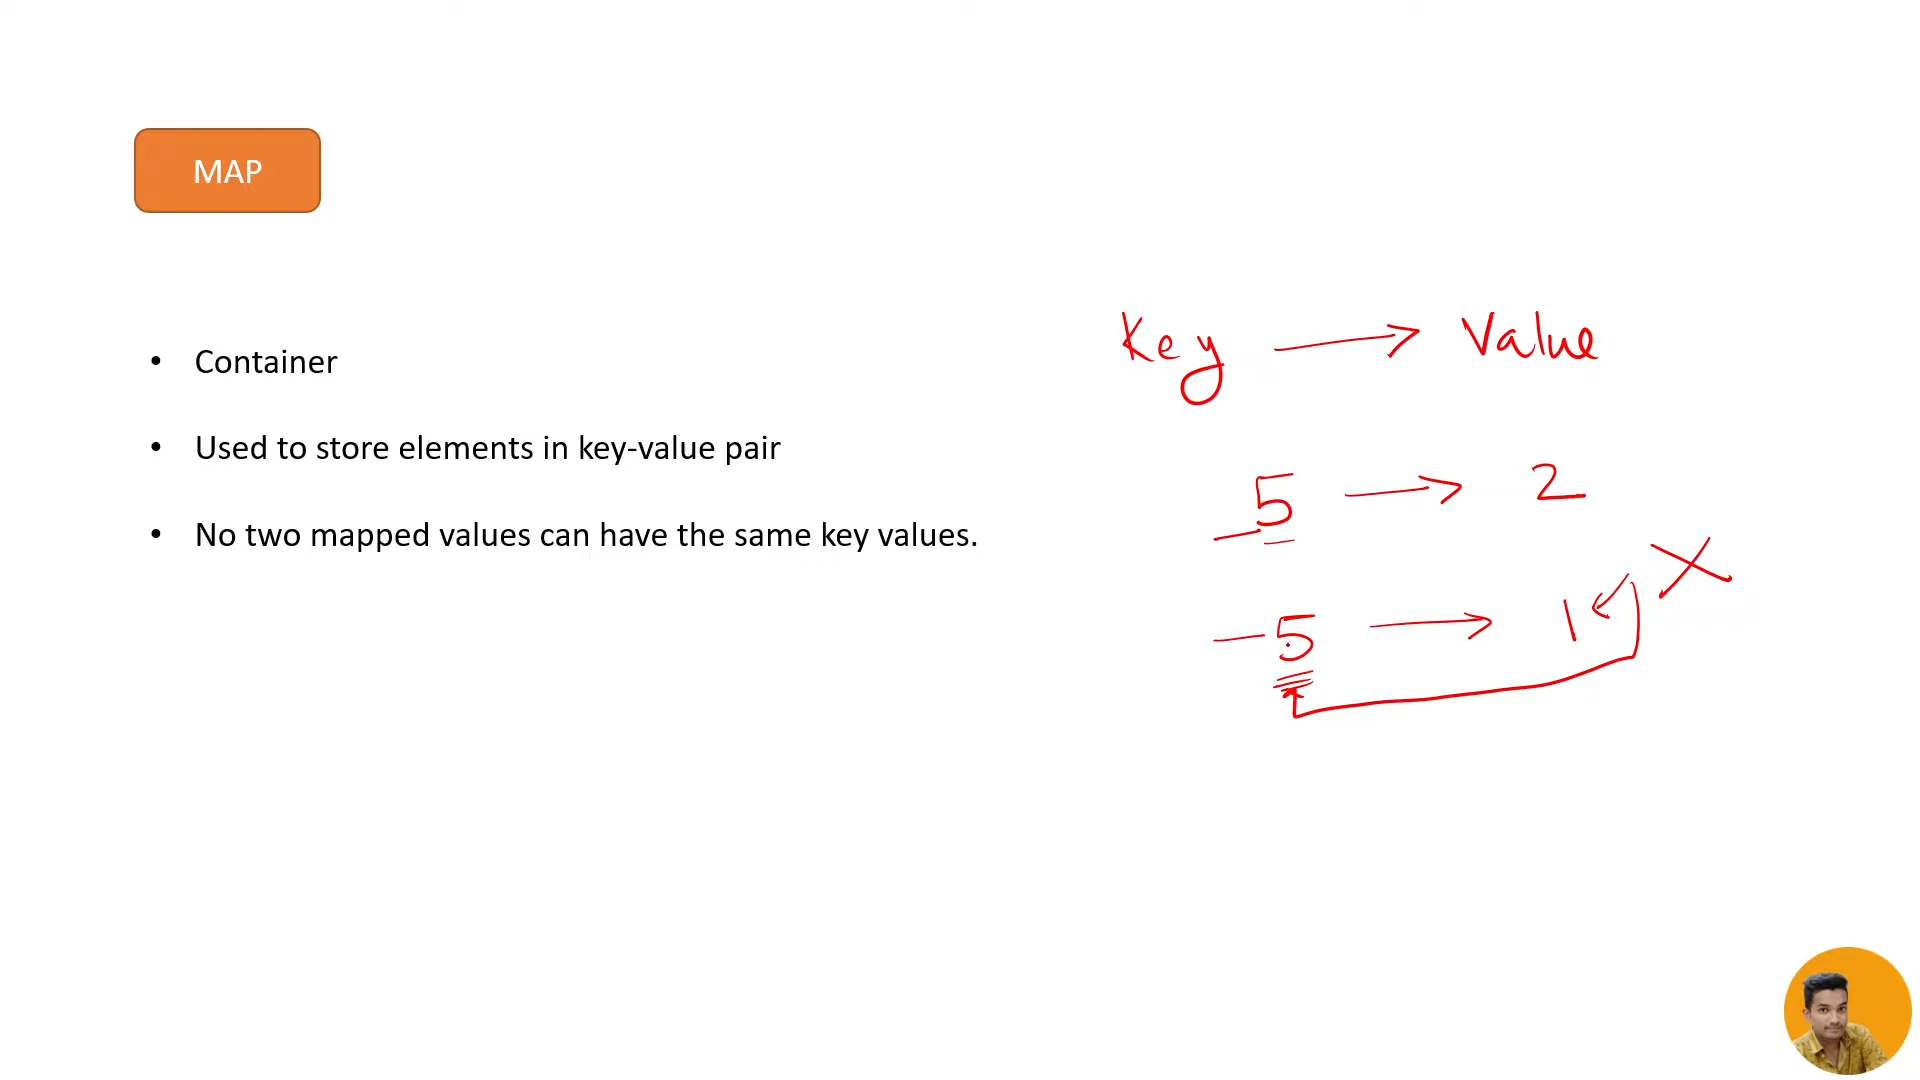 MAP
• Container
• Used to store elements in key-value pair
• No two mapped values can have the same key values.
Key → Value
5 → 2
5 → 1 X